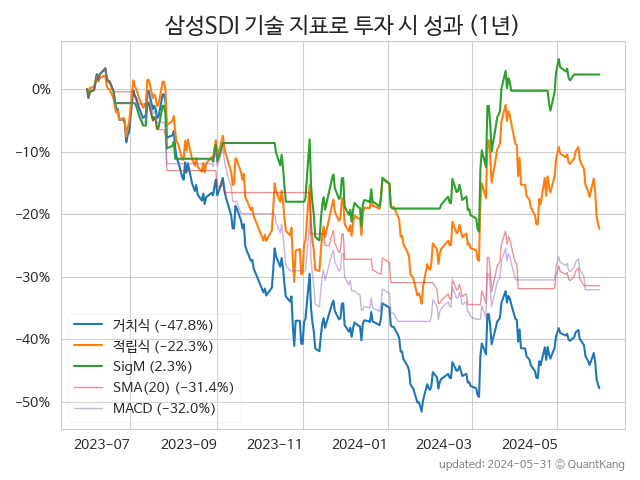 삼성SDI 기술 지표로 투자 시 성과 (1년)
0%
−10%
−20%
−30%
−40%
−50%
거치식 (−47.8%)
적립식 (−22.3%)
SigM (2.3%)
SMA(20) (−31.4%)
MACD (−32.0%)
2023-07 2023-09 2023-11 2024-01 2024-03 2024-05
updated: 2024-05-31 © QuantKang